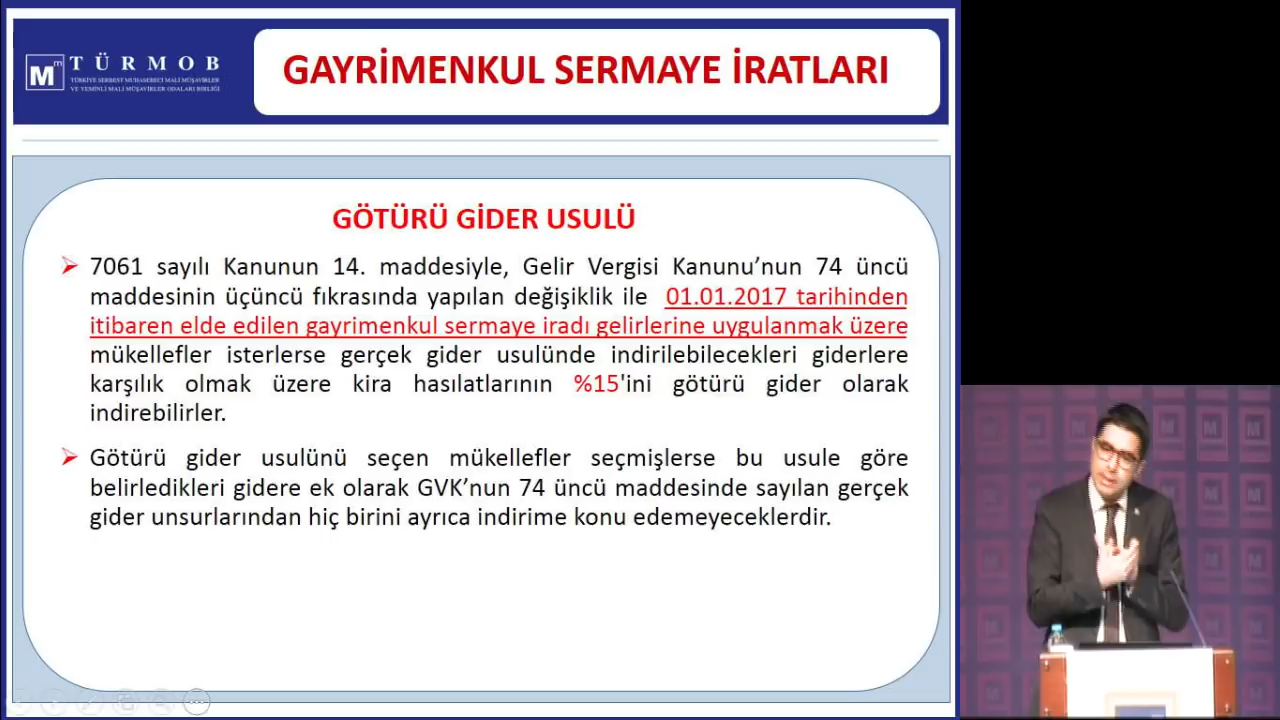 TÜRMOB
TÜRKİYE SERBEST MUHASEBECİ MALİ MÜŞAVİRLER
VE YEMİNLİ MALİ MÜŞAVİRLER ODALARI BİRLİĞİ
GAYRİMENKUL SERMAYE İRATLARI
GÖTÜRÜ GİDER USULÜ
7061 sayılı Kanunun 14. maddesiyle, Gelir Vergisi Kanunu’nun 74 üncü
maddesinin üçüncü fıkrasında yapılan değişiklik ile 01.01.2017 tarihinden
itibaren elde edilen gayrimenkul sermaye iradı gelirlerine uygulanmak üzere
mükellefler isterlerse gerçek gider usulünde indirilebilecekleri giderlere
karşılık olmak üzere kira hasılatlarının %15'ini götürü gider olarak
indirebilirler.
Götürü gider usulünü seçen mükellefler seçmişlerse bu usule göre
belirledikleri gidere ek olarak GVK’nun 74 üncü maddesinde sayılan gerçek
gider unsurlarından hiç birini ayrıca indirime konu edemeyeceklerdir.